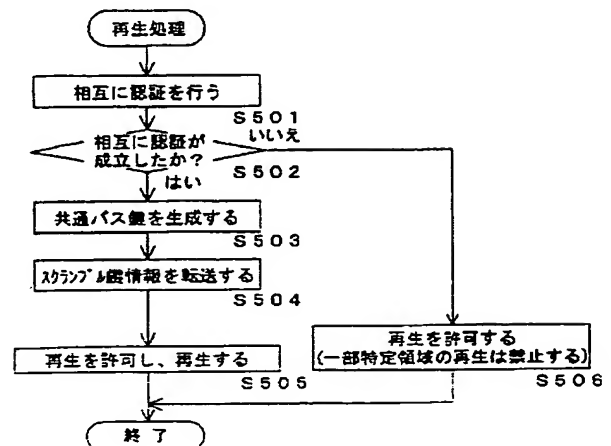 再生処理
相互に認証を行う
S501
相互に認証が
成立したか?
いいえ
S502
はい
共通バス鍵を生成する
S503
スクランブル鍵情報を転送する
S504
再生を許可し、再生する
S505
再生を許可する
(一部特定領域の再生は禁止する)
S506
終了